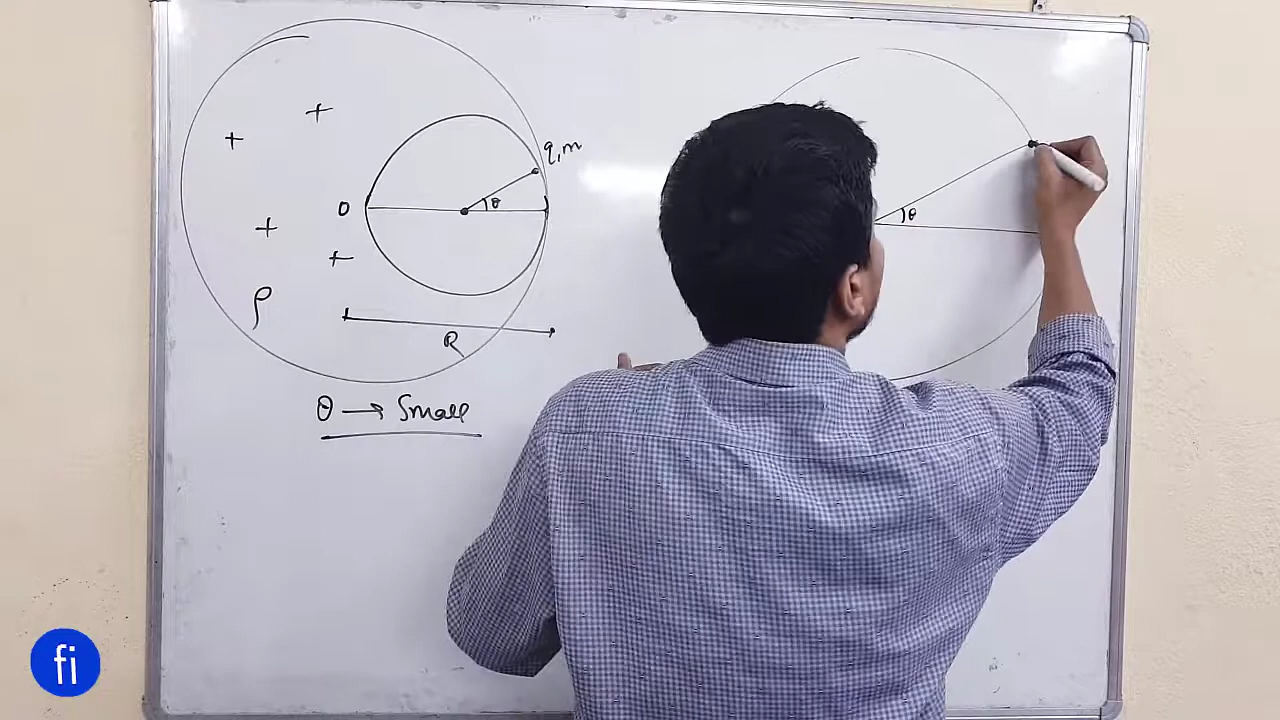 + +
q,m
θ
O
+
+
ρ
R
θ → Small
θ
fi